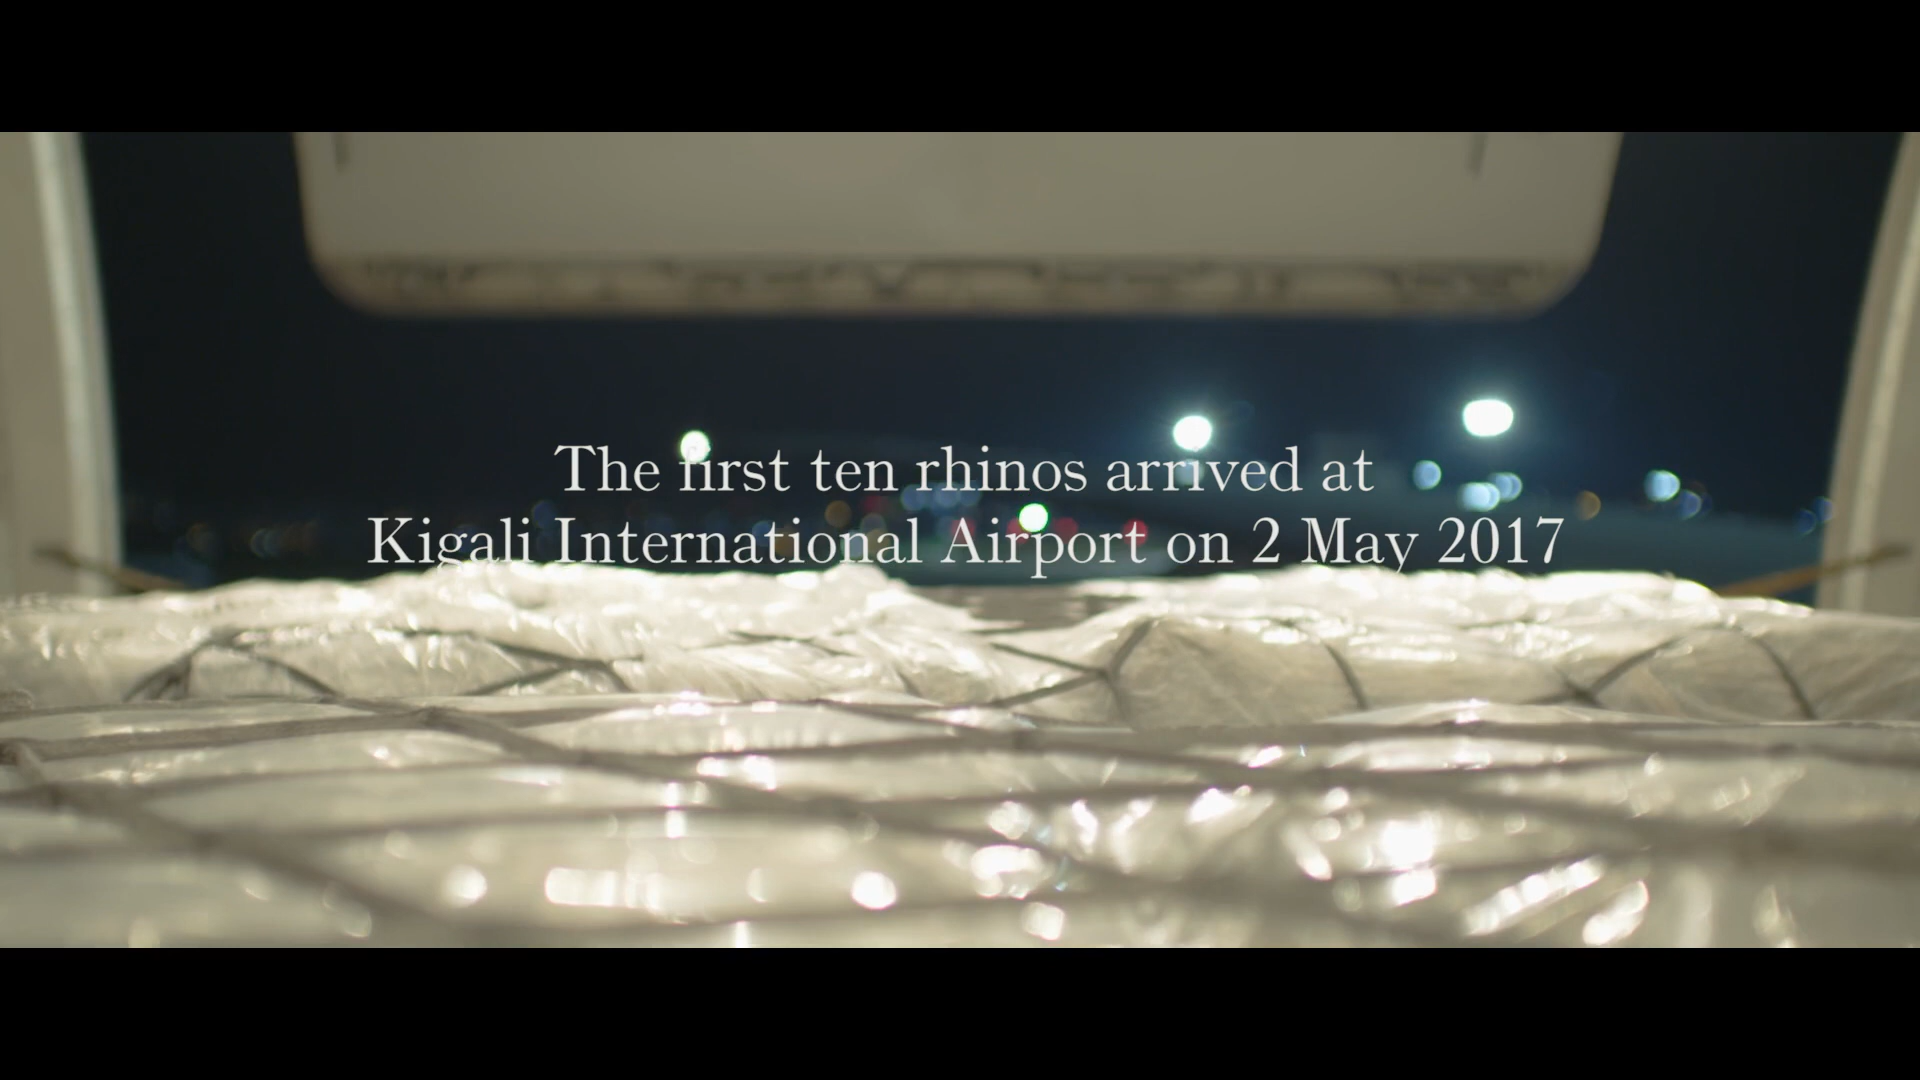 The first ten rhinos arrived at
Kigali International Airport on 2 May 2017